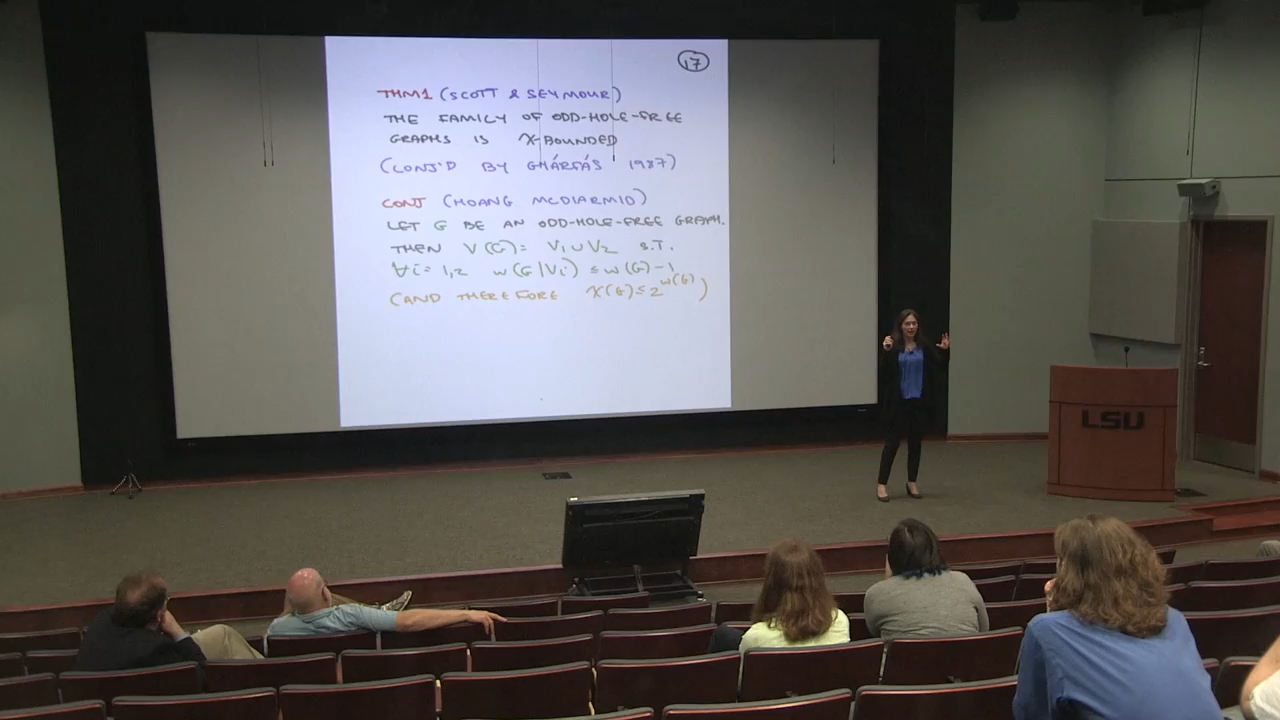 17
THM1 (SCOTT & SEYMOUR)
THE FAMILY OF ODD-HOLE-FREE
GRAPHS IS χ-BOUNDED
(CONJ'D BY GYÁRFÁS 1987)
CONJ (HOANG MCDIARMID)
LET G BE AN ODD-HOLE-FREE GRAPH.
THEN V(G)= V₁∪V₂ S.T.
∀i=1,2 ω(G|Vi) ≤ω(G)-1
(AND THEREFORE χ(G)≤2^ω(G))
LSU